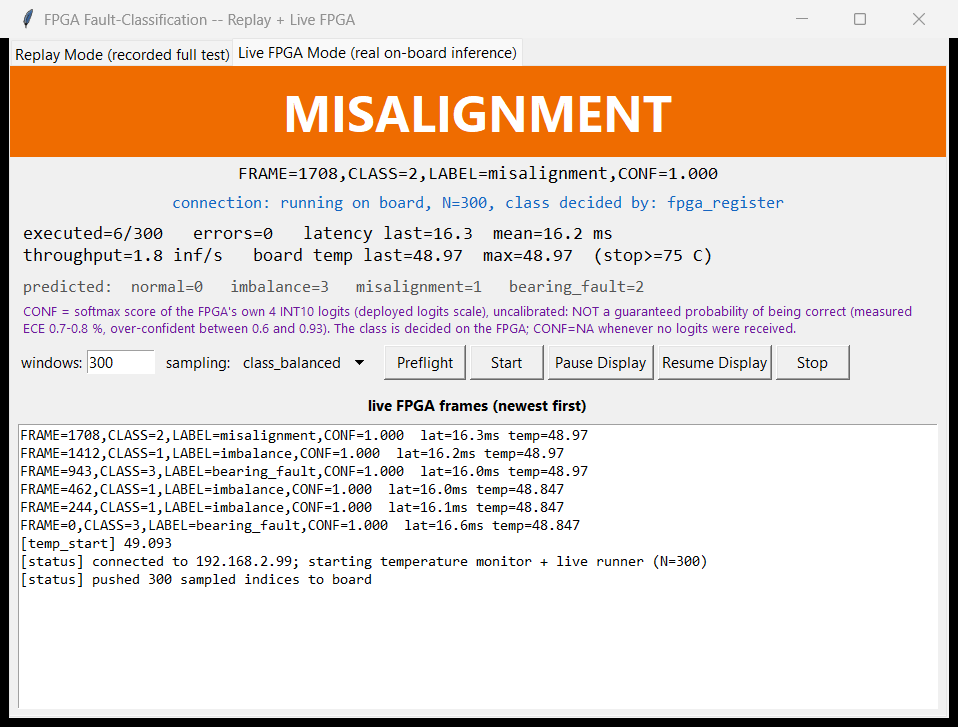 FPGA Fault-Classification -- Replay + Live FPGA
Replay Mode (recorded full test) Live FPGA Mode (real on-board inference)
MISALIGNMENT
FRAME=1708,CLASS=2,LABEL=misalignment,CONF=1.000
connection: running on board, N=300, class decided by: fpga_register
executed=6/300 errors=0 latency last=16.3 mean=16.2 ms
throughput=1.8 inf/s board temp last=48.97 max=48.97 (stop>=75 C)
predicted: normal=0 imbalance=3 misalignment=1 bearing_fault=2
CONF = softmax score of the FPGA's own 4 INT10 logits (deployed logits scale), uncalibrated: NOT a guaranteed probability of being correct (measured
ECE 0.7-0.8 %, over-confident between 0.6 and 0.93). The class is decided on the FPGA; CONF=NA whenever no logits were received.
windows: 300 sampling: class_balanced Preflight Start Pause Display Resume Display Stop
live FPGA frames (newest first)
FRAME=1708,CLASS=2,LABEL=misalignment,CONF=1.000 lat=16.3ms temp=48.97
FRAME=1412,CLASS=1,LABEL=imbalance,CONF=1.000 lat=16.2ms temp=48.97
FRAME=943,CLASS=3,LABEL=bearing_fault,CONF=1.000 lat=16.0ms temp=48.97
FRAME=462,CLASS=1,LABEL=imbalance,CONF=1.000 lat=16.0ms temp=48.847
FRAME=244,CLASS=1,LABEL=imbalance,CONF=1.000 lat=16.1ms temp=48.847
FRAME=0,CLASS=3,LABEL=bearing_fault,CONF=1.000 lat=16.6ms temp=48.847
[temp_start] 49.093
[status] connected to 192.168.2.99; starting temperature monitor + live runner (N=300)
[status] pushed 300 sampled indices to board